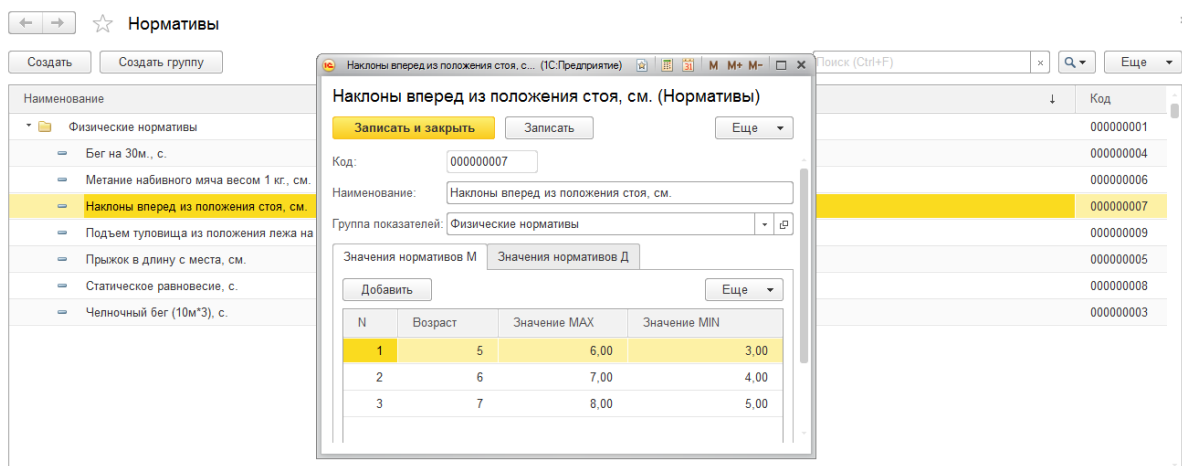 Нормативы
Создать Создать группу Поиск (Ctrl+F) Еще
Наименование Код
Физические нормативы 000000001
Бег на 30м., с. 000000004
Метание набивного мяча весом 1 кг., см. 000000006
Наклоны вперед из положения стоя, см. 000000007
Подъем туловища из положения лежа на 000000009
Прыжок в длину с места, см. 000000005
Статическое равновесие, с. 000000008
Челночный бег (10м*3), с. 000000003
Наклоны вперед из положения стоя, с... (1С:Предприятие) 31 M M+ M-
Наклоны вперед из положения стоя, см. (Нормативы)
Записать и закрыть Записать Еще
Код: 000000007
Наименование: Наклоны вперед из положения стоя, см.
Группа показателей: Физические нормативы
Значения нормативов М Значения нормативов Д
Добавить Еще
N Возраст Значение MAX Значение MIN
1 5 6,00 3,00
2 6 7,00 4,00
3 7 8,00 5,00